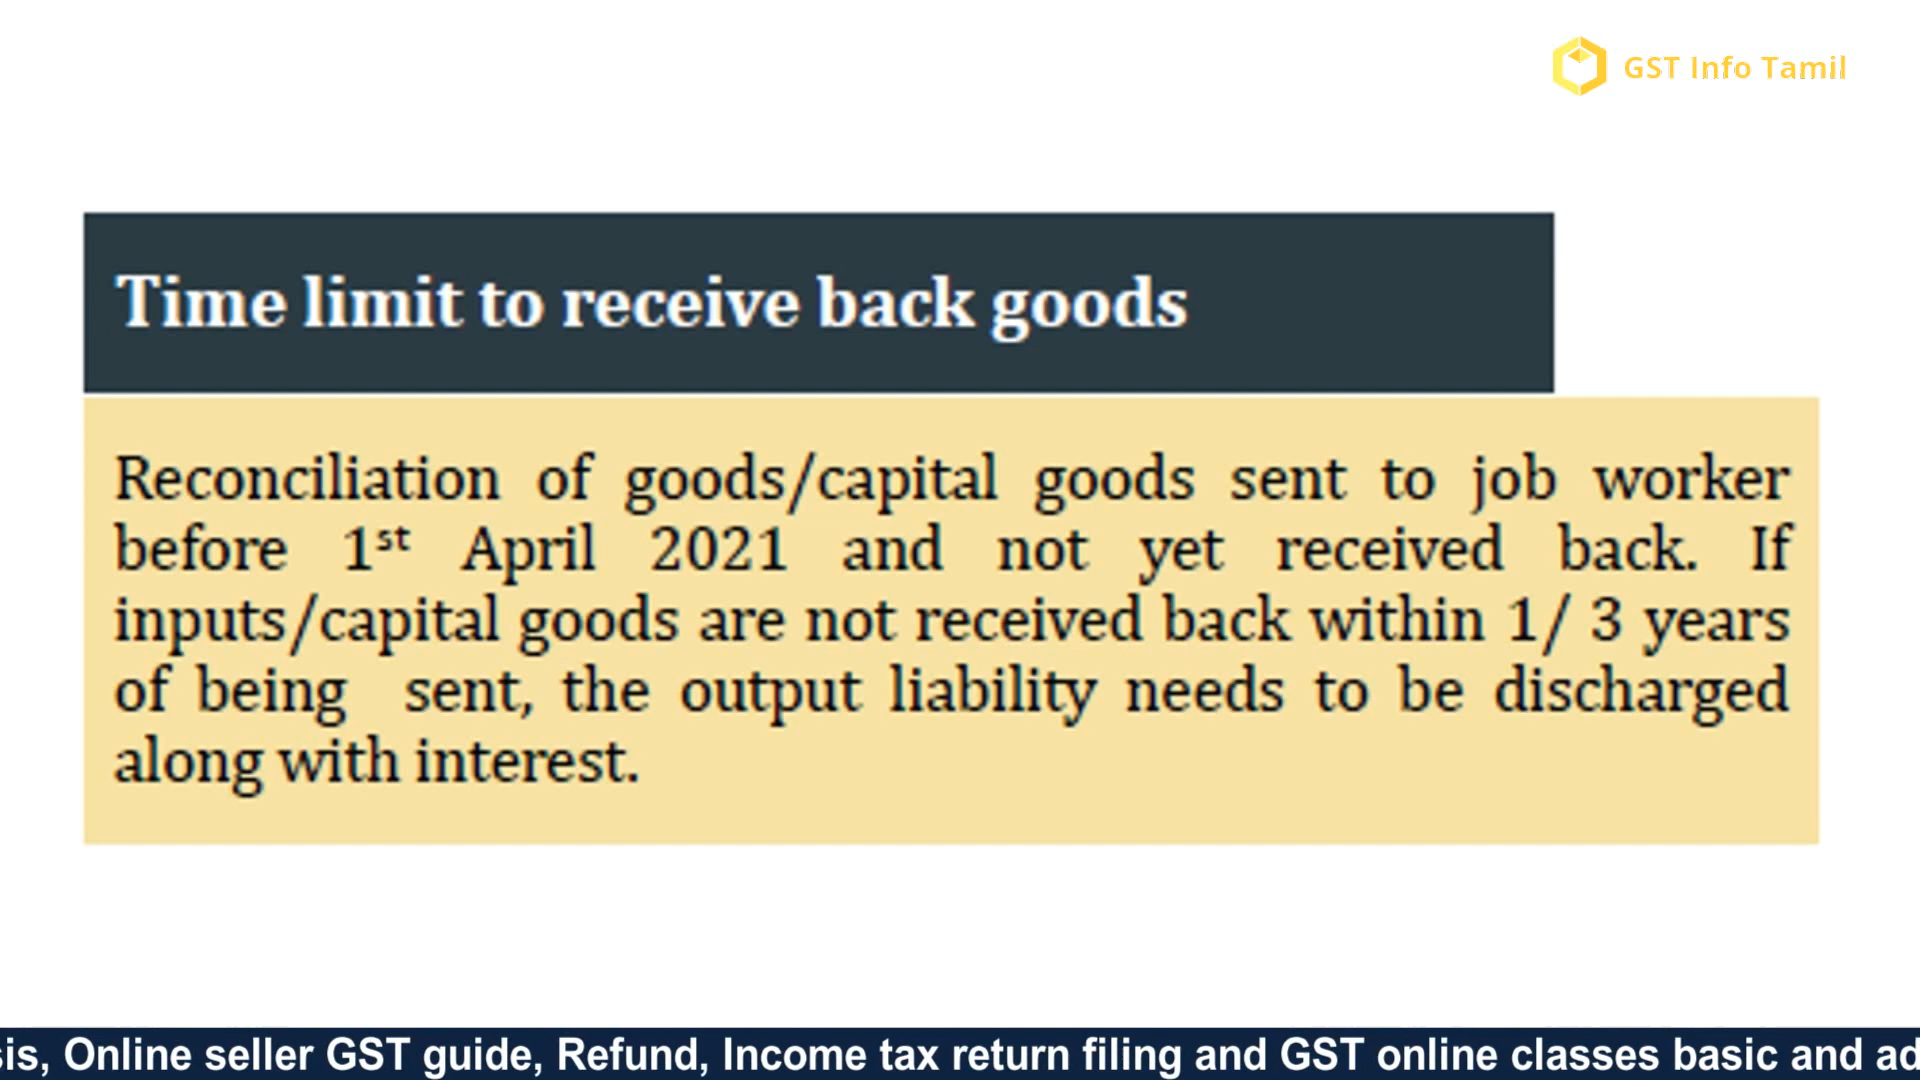 GST Info Tamil
Time limit to receive back goods
Reconciliation of goods/capital goods sent to job worker
before 1st April 2021 and not yet received back. If
inputs/capital goods are not received back within 1/ 3 years
of being sent, the output liability needs to be discharged
along with interest.
Online seller GST guide, Refund, Income tax return filing and GST online classes basic and